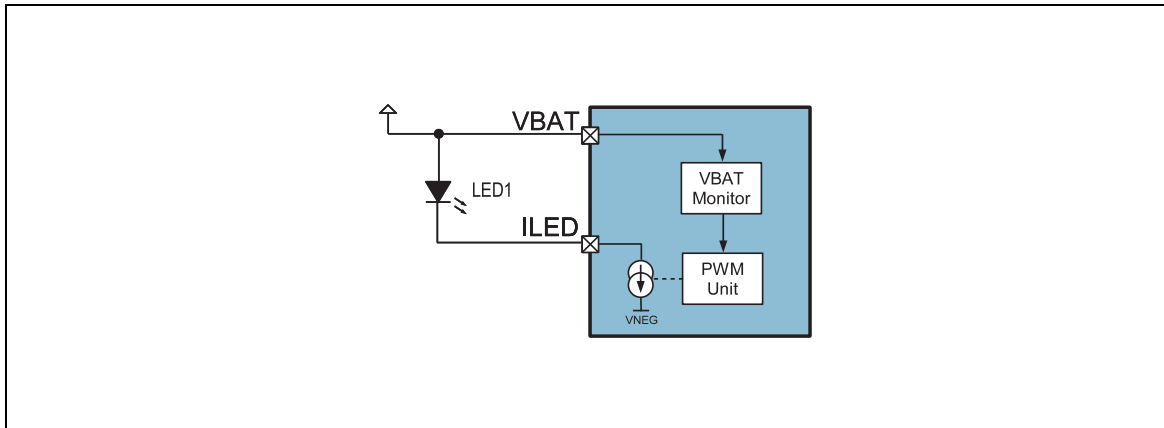 VBAT
VBAT
Monitor
LED1
ILED
PWM
Unit
VNEG